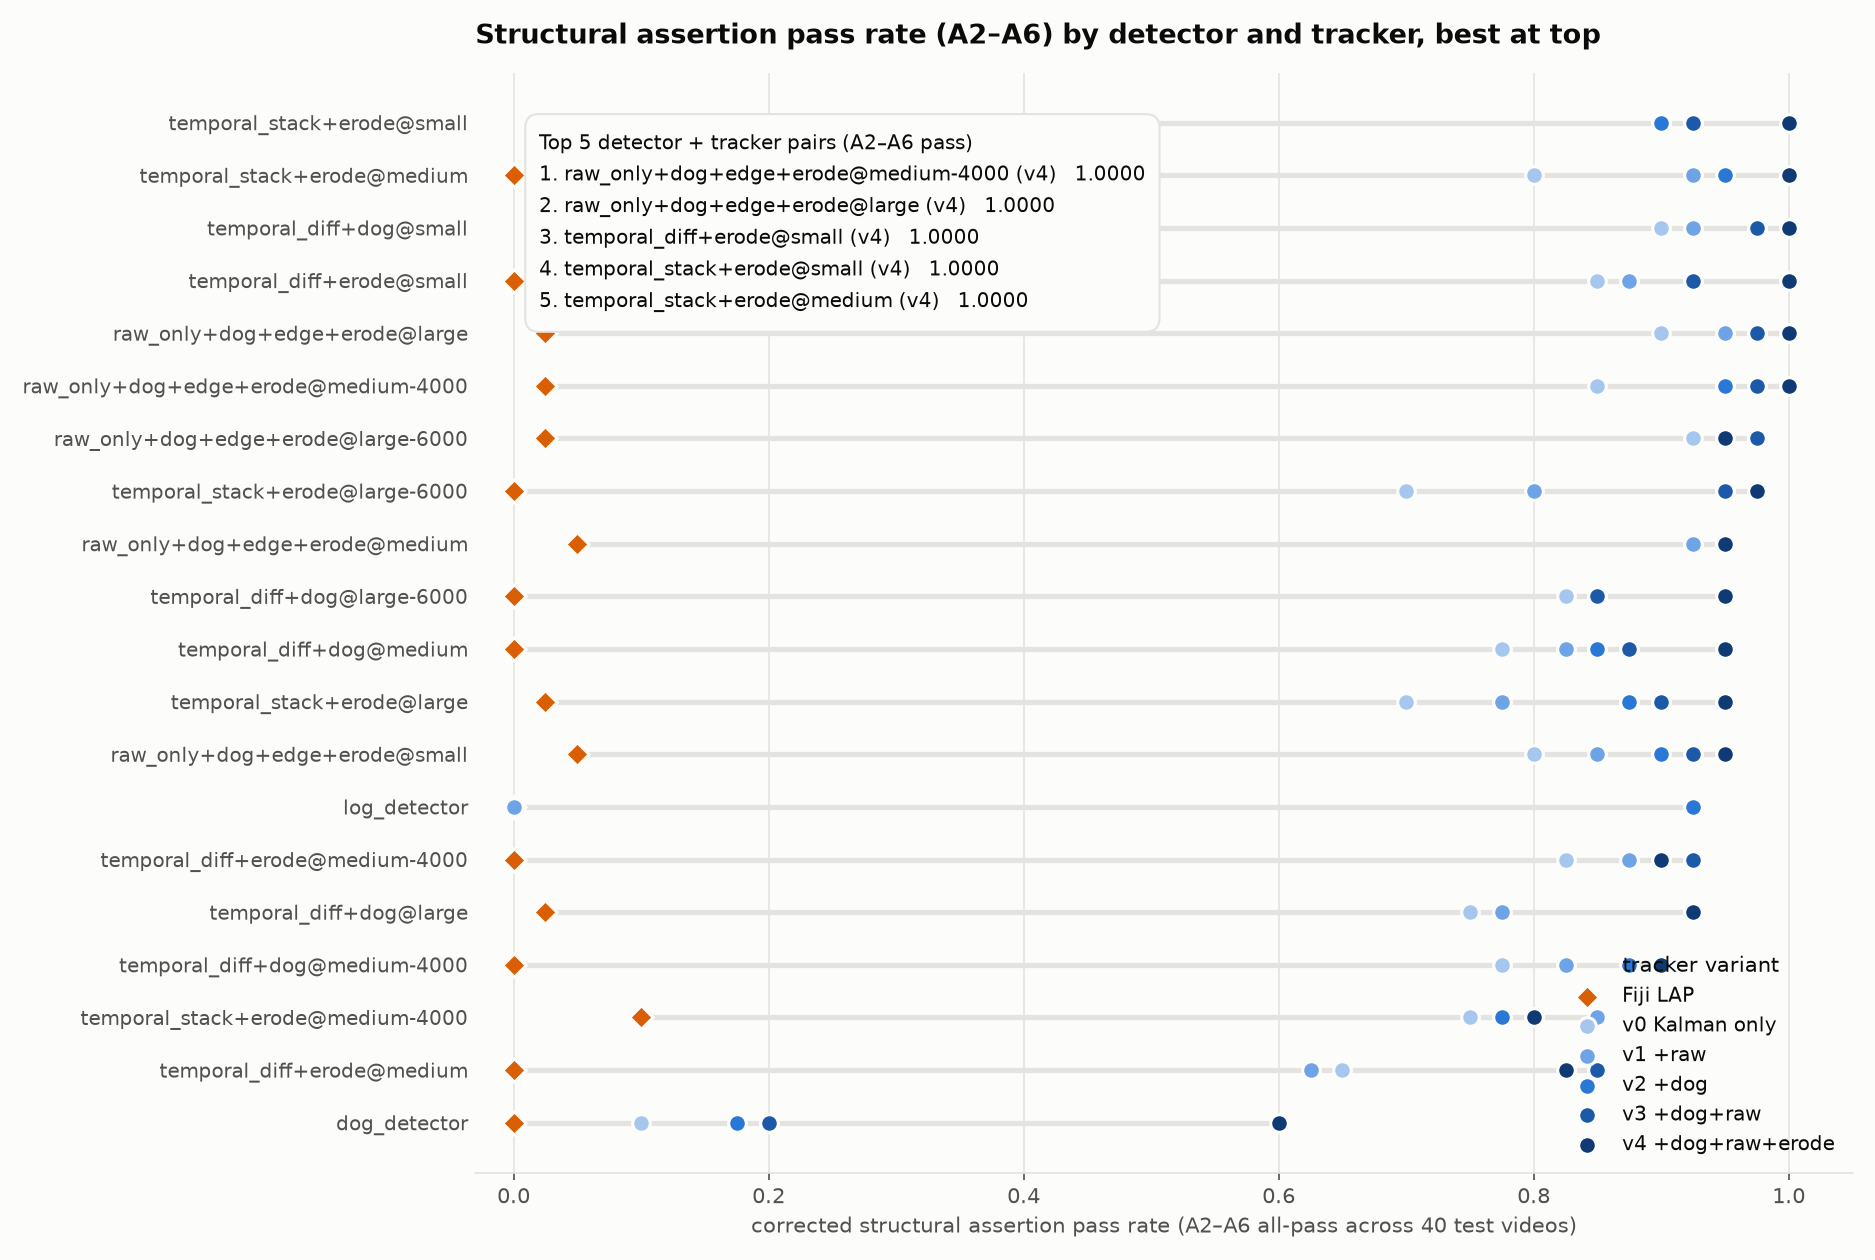 Structural assertion pass rate (A2–A6) by detector and tracker, best at top
temporal_stack+erode@small
temporal_stack+erode@medium
temporal_diff+dog@small
temporal_diff+erode@small
raw_only+dog+edge+erode@large
raw_only+dog+edge+erode@medium-4000
raw_only+dog+edge+erode@large-6000
temporal_stack+erode@large-6000
raw_only+dog+edge+erode@medium
temporal_diff+dog@large-6000
temporal_diff+dog@medium
temporal_stack+erode@large
raw_only+dog+edge+erode@small
log_detector
temporal_diff+erode@medium-4000
temporal_diff+dog@large
temporal_diff+dog@medium-4000
temporal_stack+erode@medium-4000
temporal_diff+erode@medium
dog_detector
Top 5 detector + tracker pairs (A2–A6 pass)
1. raw_only+dog+edge+erode@medium-4000 (v4) 1.0000
2. raw_only+dog+edge+erode@large (v4) 1.0000
3. temporal_diff+erode@small (v4) 1.0000
4. temporal_stack+erode@small (v4) 1.0000
5. temporal_stack+erode@medium (v4) 1.0000
tracker variant
Fiji LAP
v0 Kalman only
v1 +raw
v2 +dog
v3 +dog+raw
v4 +dog+raw+erode
0.0 0.2 0.4 0.6 0.8 1.0
corrected structural assertion pass rate (A2–A6 all-pass across 40 test videos)